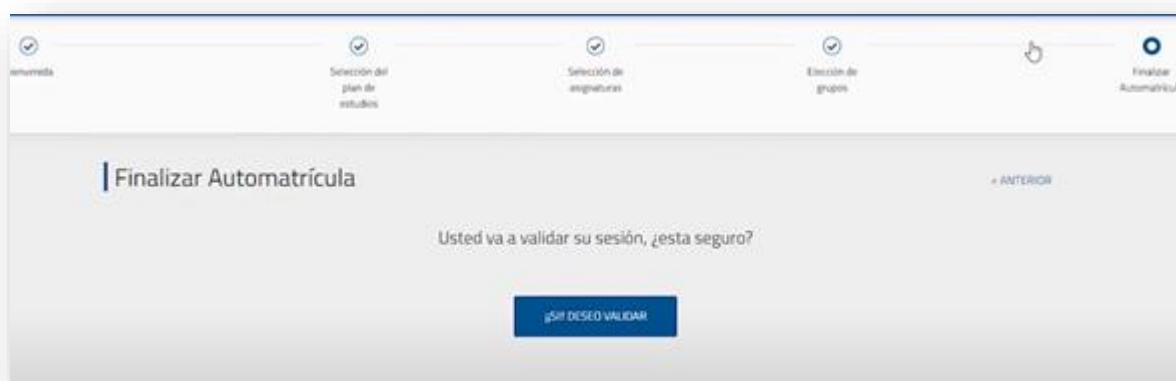 Selección del
plan de
estudios
Selección de
asignaturas
Elección de
grupos
Finalizar
Finalizar Automatrícula
« ANTERIOR
Usted va a validar su sesión, ¿esta seguro?
¡¡SI!! DESEO VALIDAR